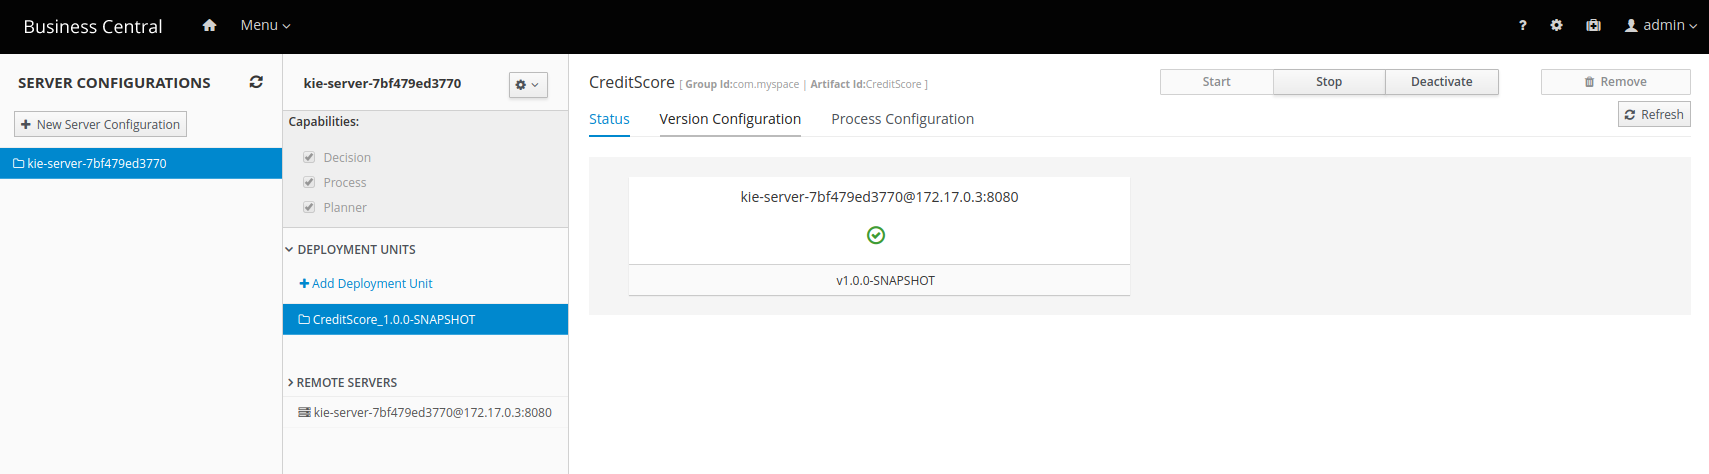 Business Central
Menu
?
admin
SERVER CONFIGURATIONS
+ New Server Configuration
kie-server-7bf479ed3770
kie-server-7bf479ed3770
Capabilities:
Decision
Process
Planner
DEPLOYMENT UNITS
+ Add Deployment Unit
CreditScore_1.0.0-SNAPSHOT
REMOTE SERVERS
kie-server-7bf479ed3770@172.17.0.3:8080
CreditScore [ Group Id:com.myspace | Artifact Id:CreditScore ]
Start
Stop
Deactivate
Remove
Status
Version Configuration
Process Configuration
Refresh
kie-server-7bf479ed3770@172.17.0.3:8080
v1.0.0-SNAPSHOT